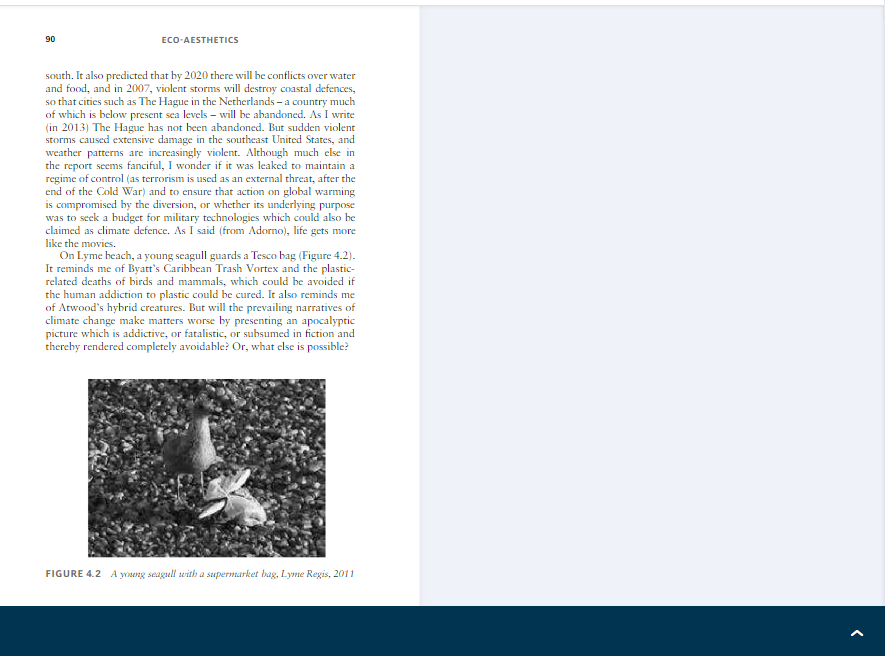 90
ECO-AESTHETICS
south. It also predicted that by 2020 there will be conflicts over water
and food, and in 2007, violent storms will destroy coastal defences,
so that cities such as The Hague in the Netherlands – a country much
of which is below present sea levels – will be abandoned. As I write
(in 2013) The Hague has not been abandoned. But sudden violent
storms caused extensive damage in the southeast United States, and
weather patterns are increasingly violent. Although much else in
the report seems fanciful, I wonder if it was leaked to maintain a
regime of control (as terrorism is used as an external threat, after the
end of the Cold War) and to ensure that action on global warming
is compromised by the diversion, or whether its underlying purpose
was to seek a budget for military technologies which could also be
claimed as climate defence. As I said (from Adorno), life gets more
like the movies.
On Lyme beach, a young seagull guards a Tesco bag (Figure 4.2).
It reminds me of Byatt’s Caribbean Trash Vortex and the plastic-
related deaths of birds and mammals, which could be avoided if
the human addiction to plastic could be cured. It also reminds me
of Atwood’s hybrid creatures. But will the prevailing narratives of
climate change make matters worse by presenting an apocalyptic
picture which is addictive, or fatalistic, or subsumed in fiction and
thereby rendered completely avoidable? Or, what else is possible?
FIGURE 4.2 A young seagull with a supermarket bag, Lyme Regis, 2011